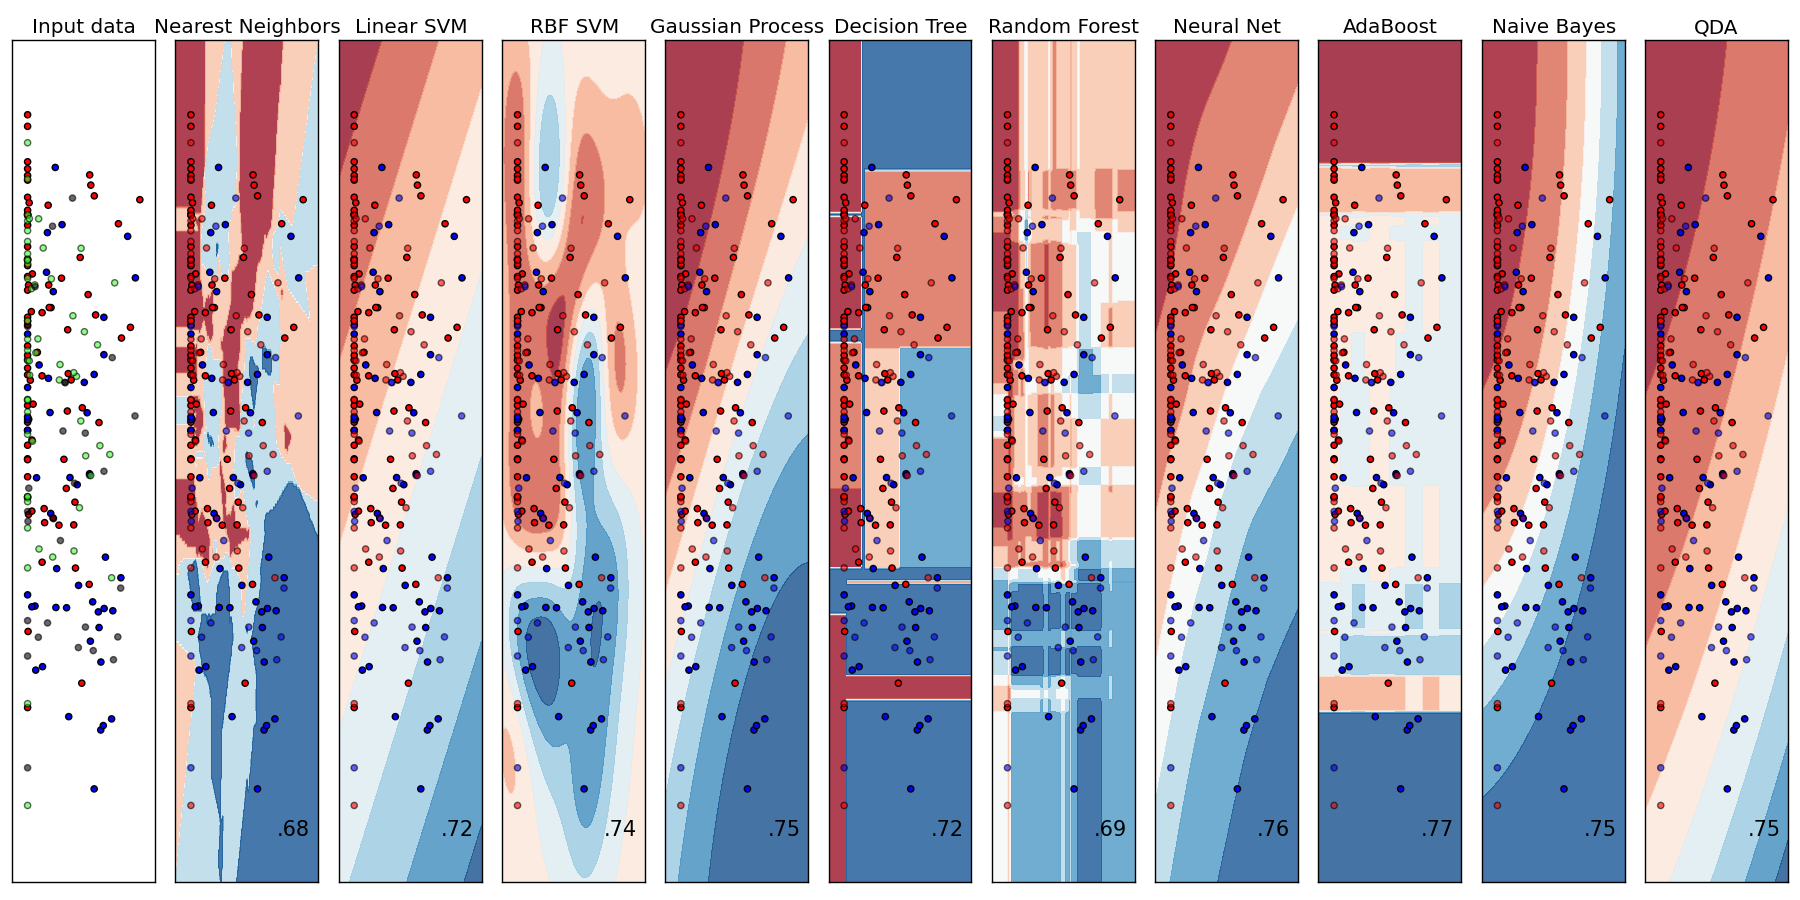 Input data
Nearest Neighbors
Linear SVM
RBF SVM
Gaussian Process
Decision Tree
Random Forest
Neural Net
AdaBoost
Naive Bayes
QDA
.68
.72
.74
.75
.72
.69
.76
.77
.75
.75